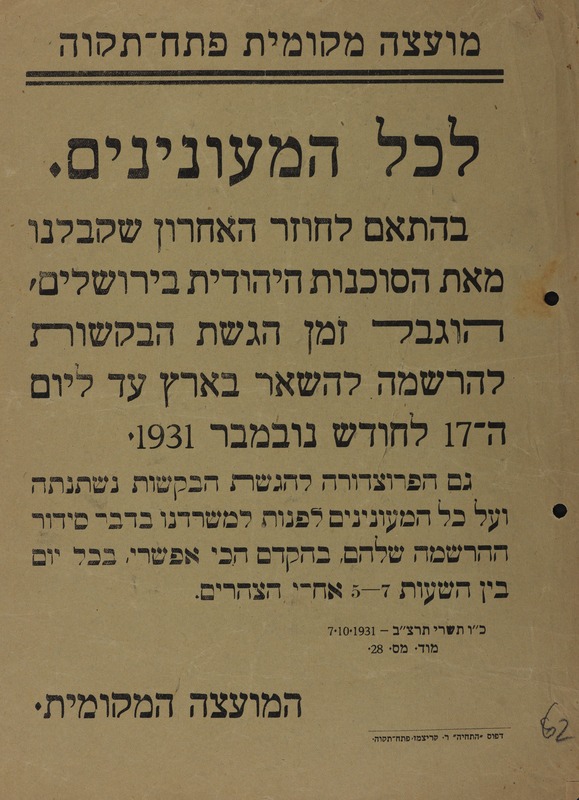 מועצה מקומית פתח־תקוה
לכל המעונינים.
בהתאם לחוזר האחרון שקבלנו
מאת הסוכנות היהודית בירושלים,
הוגבל זמן הגשת הבקשות
להרשמה להשאר בארץ עד ליום
ה־17 לחודש נובמבר 1931.
גם הפרוצדורה להגשת הבקשות נשתנתה
ועל כל המעונינים לפנות למשרדנו בדבר סידור
ההרשמה שלהם, בהקדם הכי אפשרי, בכל יום
בין השעות 7—5 אחרי הצהרים.
כ"ו תשרי תרצ"ב – 7.10.1931
מוד. מס. 28.
המועצה המקומית.
דפוס "התחיה" ר. קריצמו־פתח־תקוה.
62